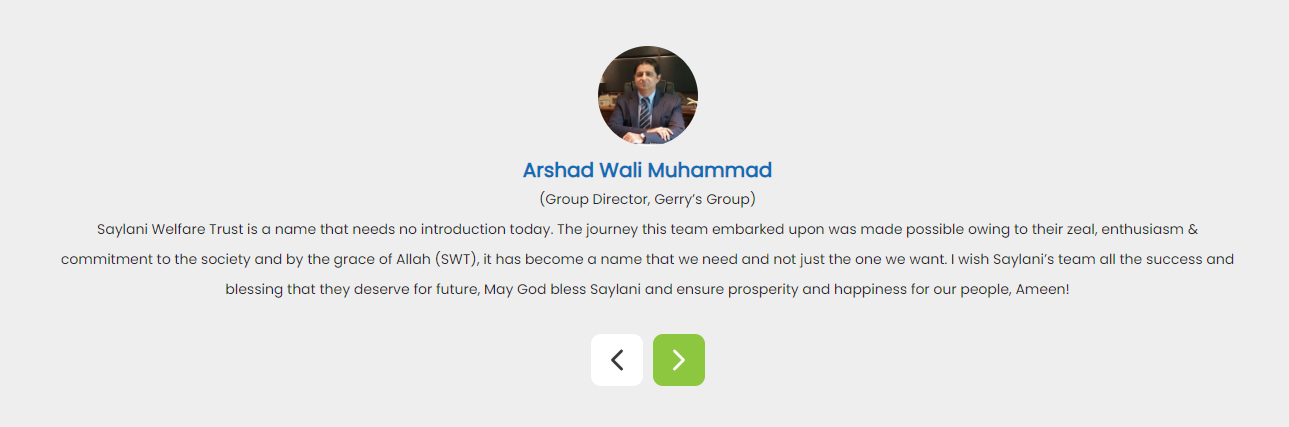 Arshad Wali Muhammad
(Group Director, Gerry’s Group)
Saylani Welfare Trust is a name that needs no introduction today. The journey this team embarked upon was made possible owing to their zeal, enthusiasm &
commitment to the society and by the grace of Allah (SWT), it has become a name that we need and not just the one we want. I wish Saylani’s team all the success and
blessing that they deserve for future, May God bless Saylani and ensure prosperity and happiness for our people, Ameen!